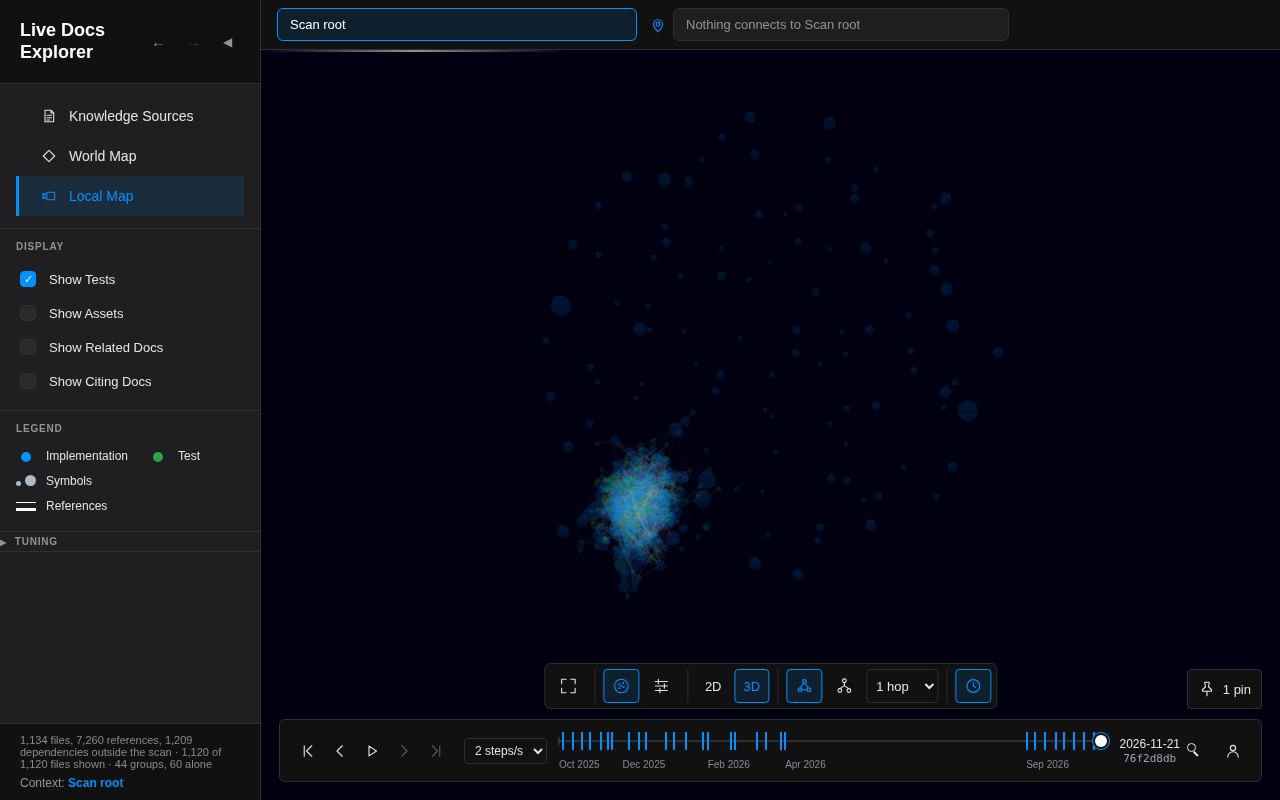 Live Docs
Explorer
Scan root
Nothing connects to Scan root
Knowledge Sources
World Map
Local Map
DISPLAY
Show Tests
Show Assets
Show Related Docs
Show Citing Docs
LEGEND
Implementation
Test
Symbols
References
TUNING
1,134 files, 7,260 references, 1,209
dependencies outside the scan · 1,120 of
1,120 files shown · 44 groups, 60 alone
Context: Scan root
2D
3D
1 hop
1 pin
2 steps/s
Oct 2025
Dec 2025
Feb 2026
Apr 2026
Sep 2026
2026-11-21
76f2d8db